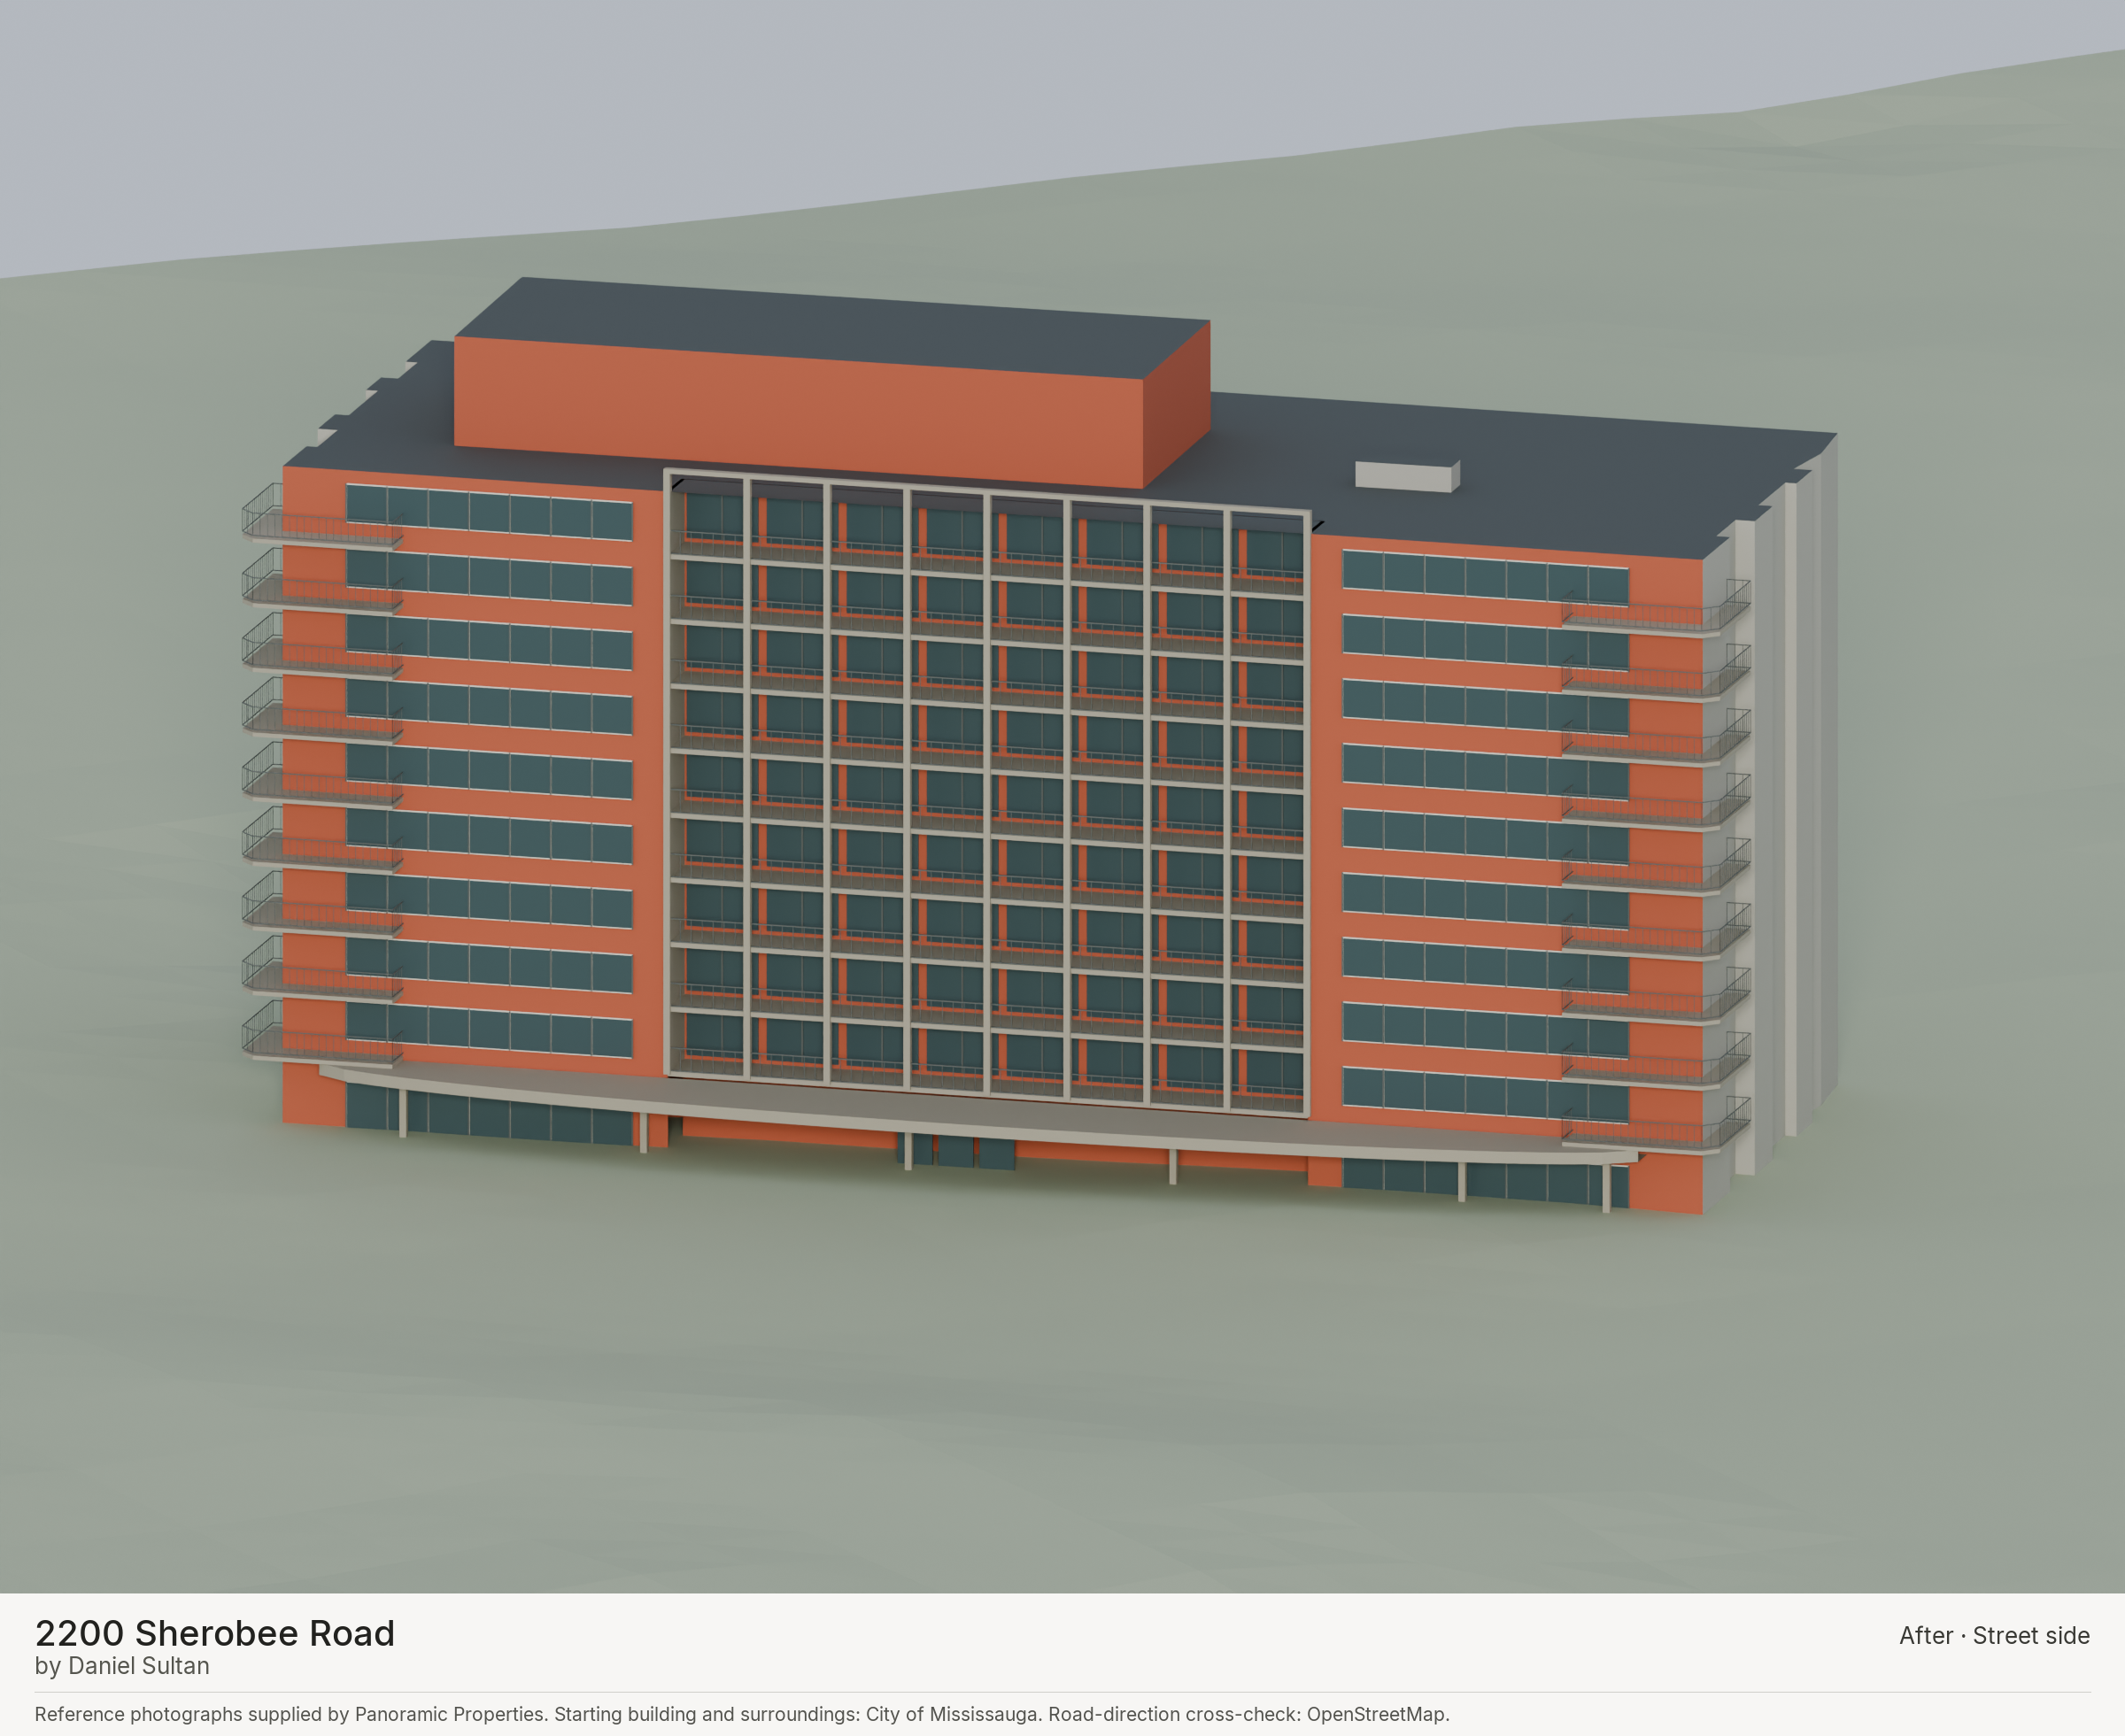 2200 Sherobee Road
After · Street side
by Daniel Sultan
Reference photographs supplied by Panoramic Properties. Starting building and surroundings: City of Mississauga. Road-direction cross-check: OpenStreetMap.